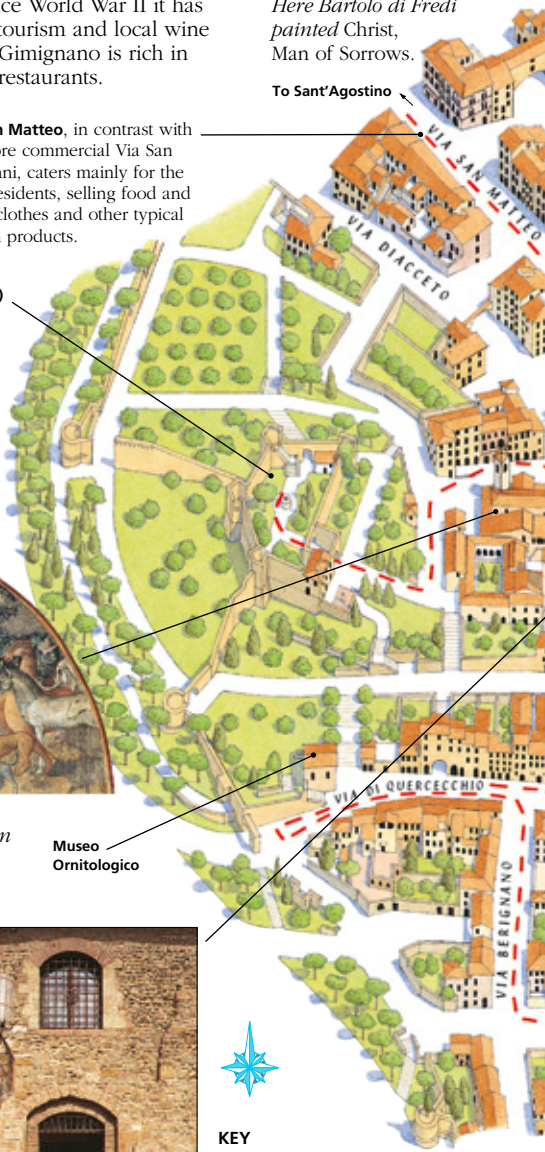 ce World War II it has
tourism and local wine
Gimignano is rich in
restaurants.
Here Bartolo di Fredi
painted Christ,
Man of Sorrows.
To Sant'Agostino
n Matteo, in contrast with
ore commercial Via San
nni, caters mainly for the
esidents, selling food and
clothes and other typical
n products.
)
VIA SAN MATTEO
VIA DIACCETO
VIA DI QUERCECCHIO
n
Museo
Ornitologico
VIA BERIGNANO
KEY